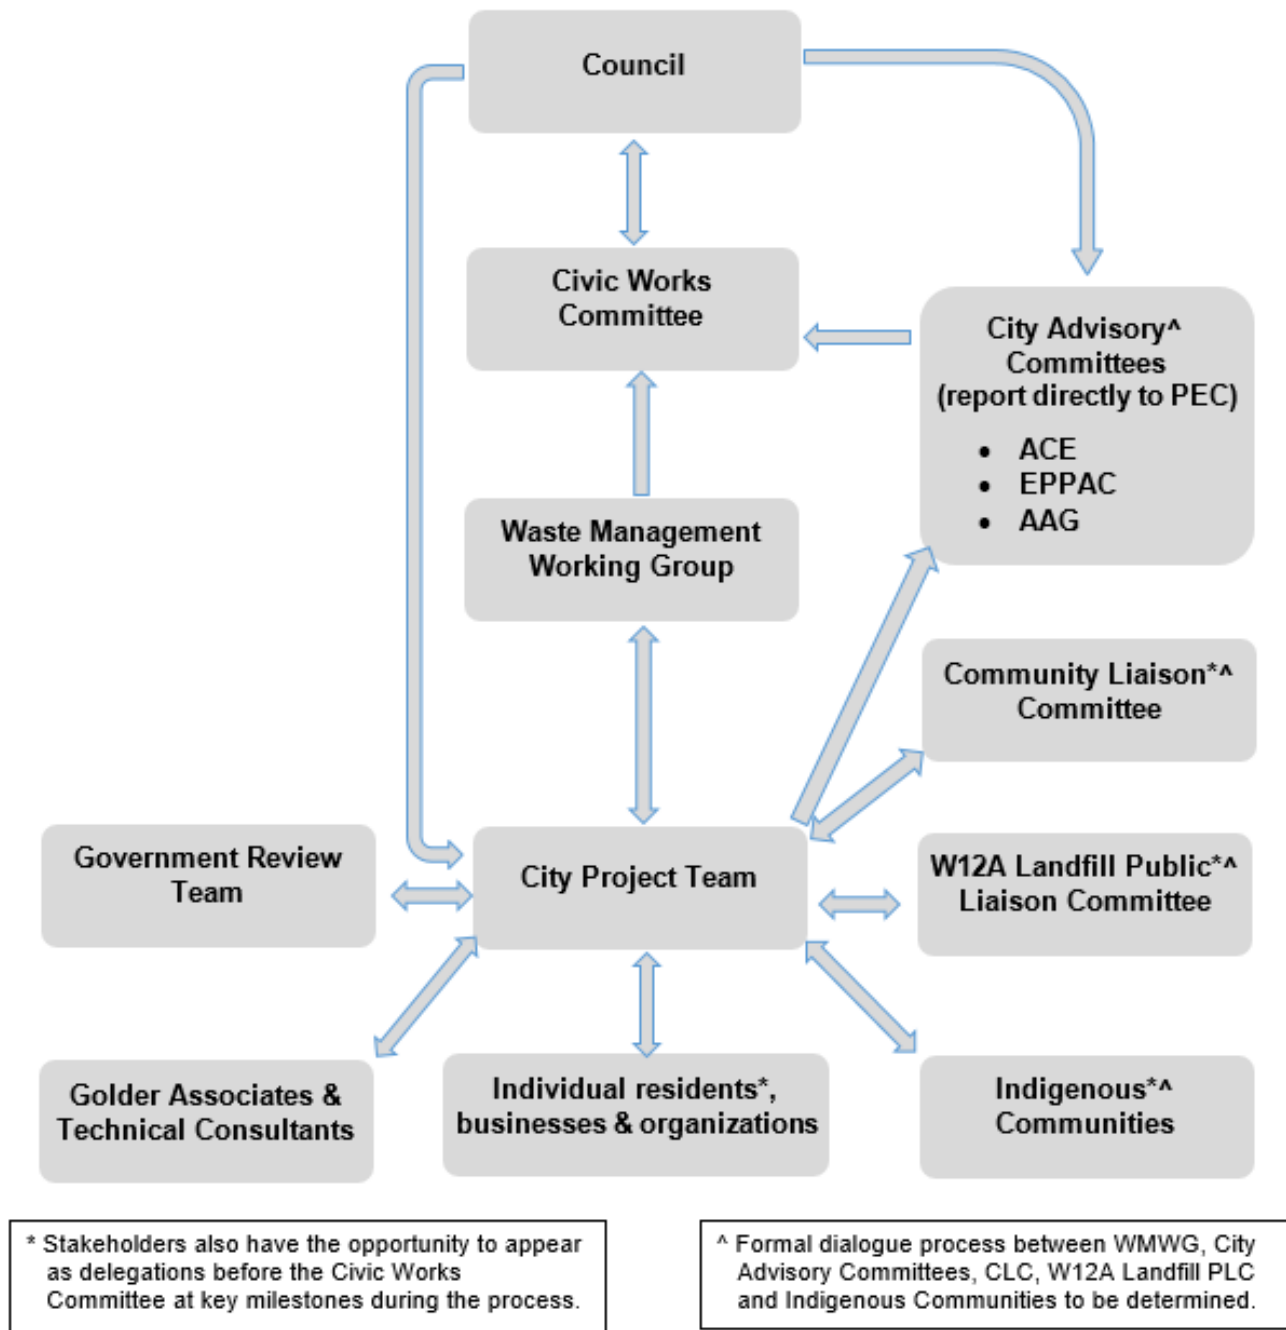 Council
Civic Works
Committee
City Advisory^
Committees
(report directly to PEC)
• ACE
• EPPAC
• AAG
Waste Management
Working Group
Community Liaison*^
Committee
Government Review
Team
City Project Team
W12A Landfill Public*^
Liaison Committee
Golder Associates &
Technical Consultants
Individual residents*,
businesses & organizations
Indigenous*^
Communities
* Stakeholders also have the opportunity to appear
as delegations before the Civic Works
Committee at key milestones during the process.
^ Formal dialogue process between WMWG, City
Advisory Committees, CLC, W12A Landfill PLC
and Indigenous Communities to be determined.